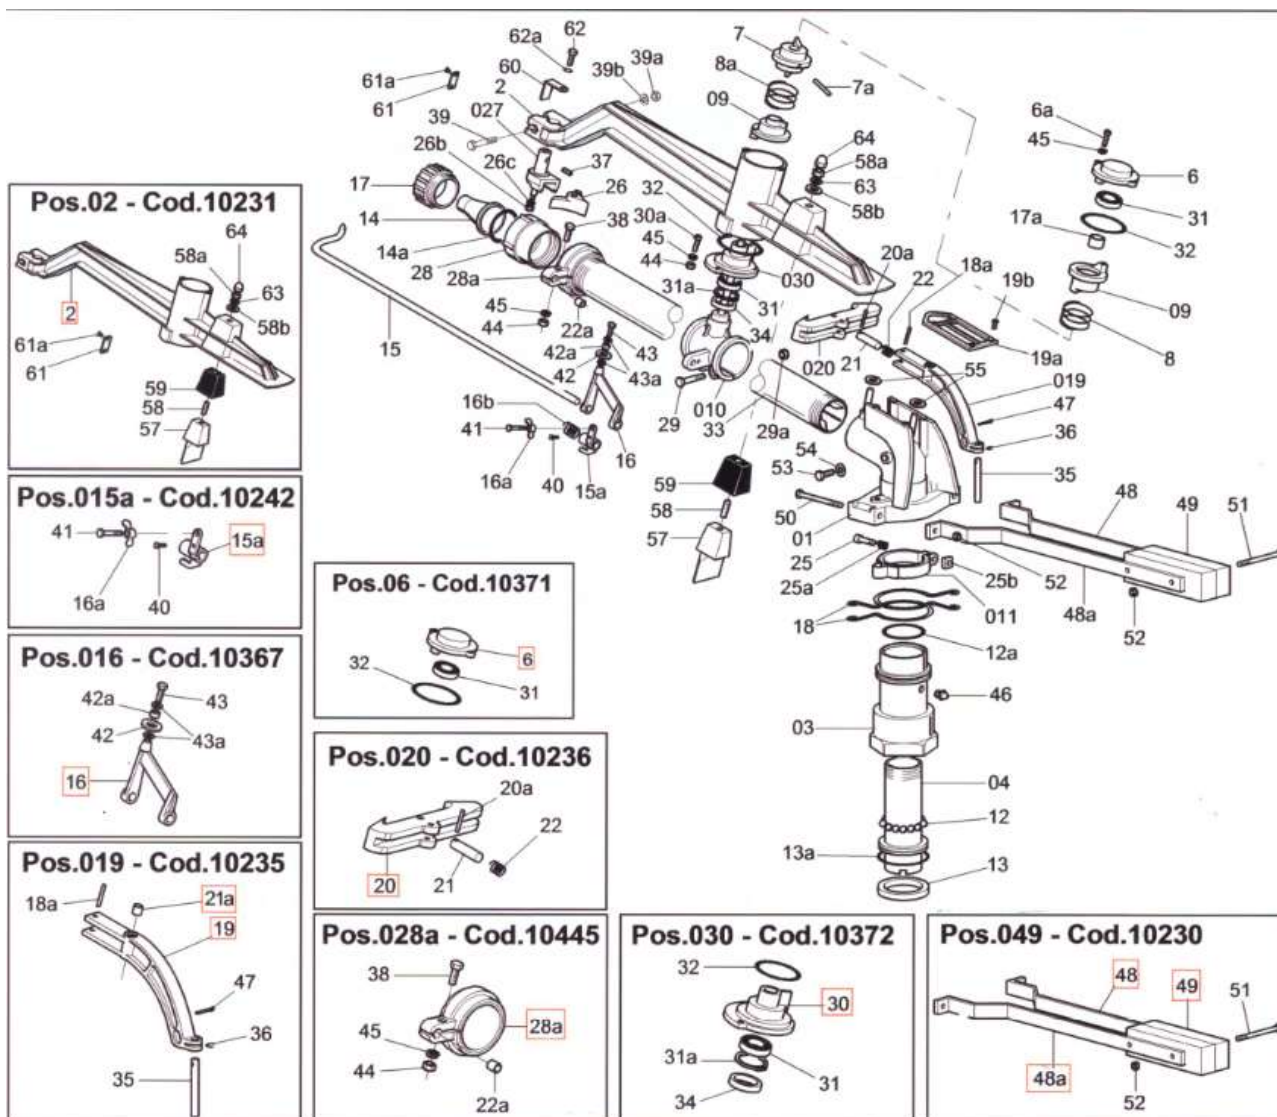 62
62a
60
61a
61
2
027
39
26b
26c
17
14
14a
28
28a
15
45
44
22a
39b
39a
37
26
38
7
8a
7a
09
64
58a
63
58b
32
30a
45
44
31a
030
31
34
20a
22
18a
19b
020
21
19a
6a
45
6
31
17a
32
09
8
55
019
47
36
35
43
42a
42
43a
16b
41
16a
40
15a
16
29
010
33
29a
54
53
59
58
57
50
01
25
25a
25b
011
18
12a
46
03
04
12
13a
13
48
49
51
52
48a
52
Pos.02 - Cod.10231
64
58a
63
58b
2
61a
61
59
58
57
Pos.015a - Cod.10242
41
15a
16a
40
Pos.016 - Cod.10367
43
42a
42
43a
16
Pos.019 - Cod.10235
18a
21a
19
47
36
35
Pos.06 - Cod.10371
6
32
31
Pos.020 - Cod.10236
20a
22
20
21
Pos.028a - Cod.10445
38
28a
45
44
22a
Pos.030 - Cod.10372
32
30
31a
31
34
Pos.049 - Cod.10230
48
49
51
48a
52